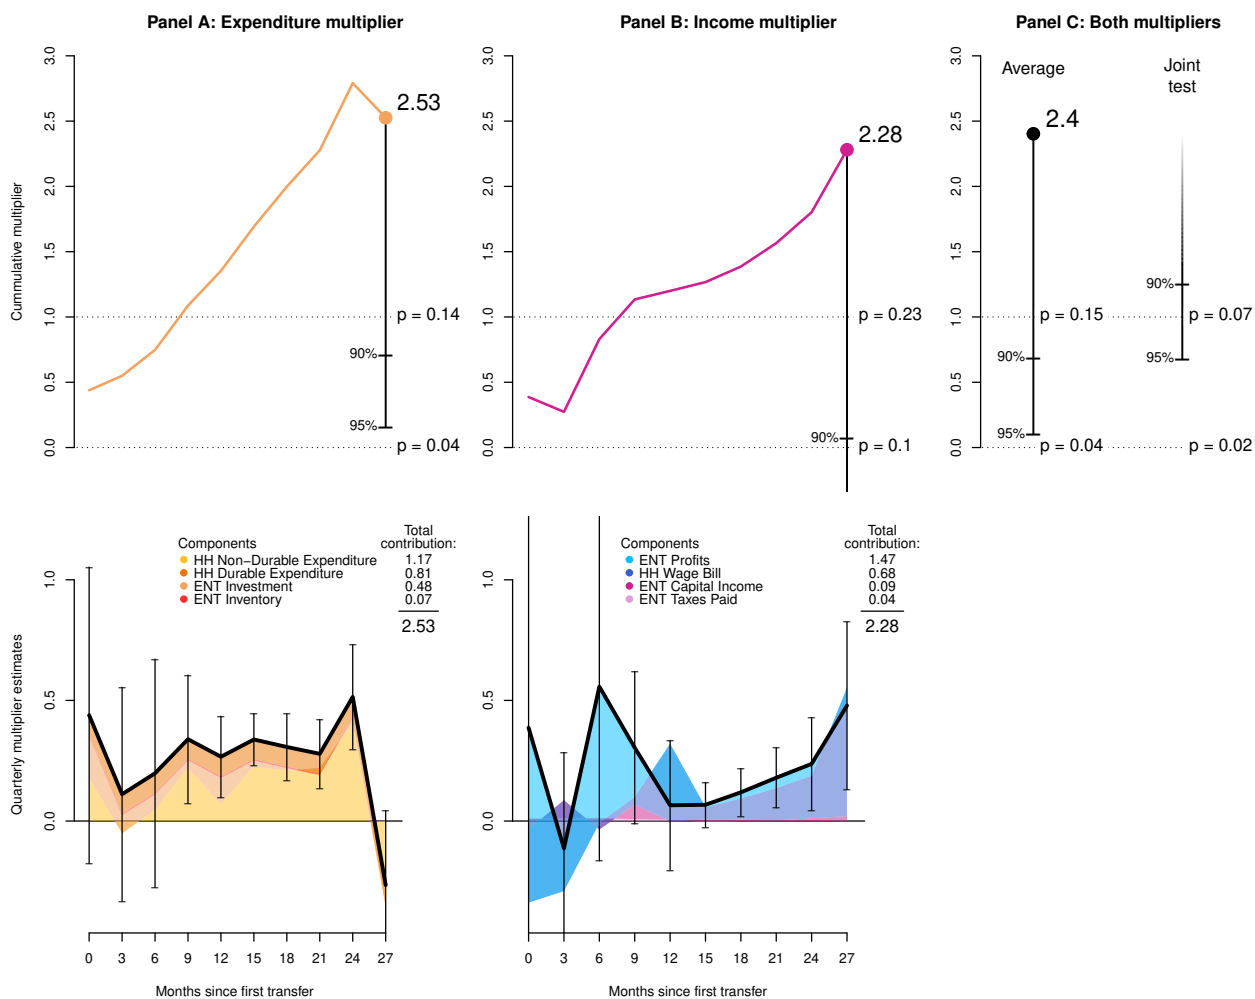 Panel A: Expenditure multiplier
Panel B: Income multiplier
Panel C: Both multipliers
Cummulative multiplier
0.0
0.5
1.0
1.5
2.0
2.5
3.0
2.53
p = 0.14
90%
95%
p = 0.04
0.0
0.5
1.0
1.5
2.0
2.5
3.0
2.28
p = 0.23
90%
p = 0.1
0.0
0.5
1.0
1.5
2.0
2.5
3.0
Average
Joint
test
2.4
90%
p = 0.15
p = 0.07
90%
95%
95%
p = 0.04
p = 0.02
Quarterly multiplier estimates
0.0
0.5
1.0
Components
HH Non−Durable Expenditure
HH Durable Expenditure
ENT Investment
ENT Inventory
Total
contribution:
1.17
0.81
0.48
0.07
2.53
0 3 6 9 12 15 18 21 24 27
Months since first transfer
0.0
0.5
1.0
Components
ENT Profits
HH Wage Bill
ENT Capital Income
ENT Taxes Paid
Total
contribution:
1.47
0.68
0.09
0.04
2.28
0 3 6 9 12 15 18 21 24 27
Months since first transfer